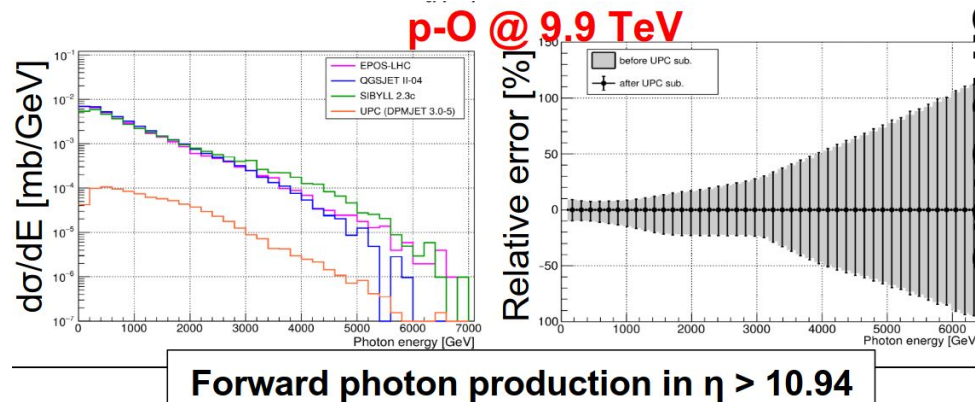 p-O @ 9.9 TeV
dσ/dE [mb/GeV]
10⁻¹
10⁻²
10⁻³
10⁻⁴
10⁻⁵
10⁻⁶
10⁻⁷
EPOS-LHC
QGSJET II-04
SIBYLL 2.3c
UPC (DPMJET 3.0-5)
0 1000 2000 3000 4000 5000 6000 7000
Photon energy [GeV]
Relative error [%]
150
100
50
0
−50
100
before UPC sub.
after UPC sub.
0 1000 2000 3000 4000 5000 6000
Photon energy [GeV]
Forward photon production in η > 10.94